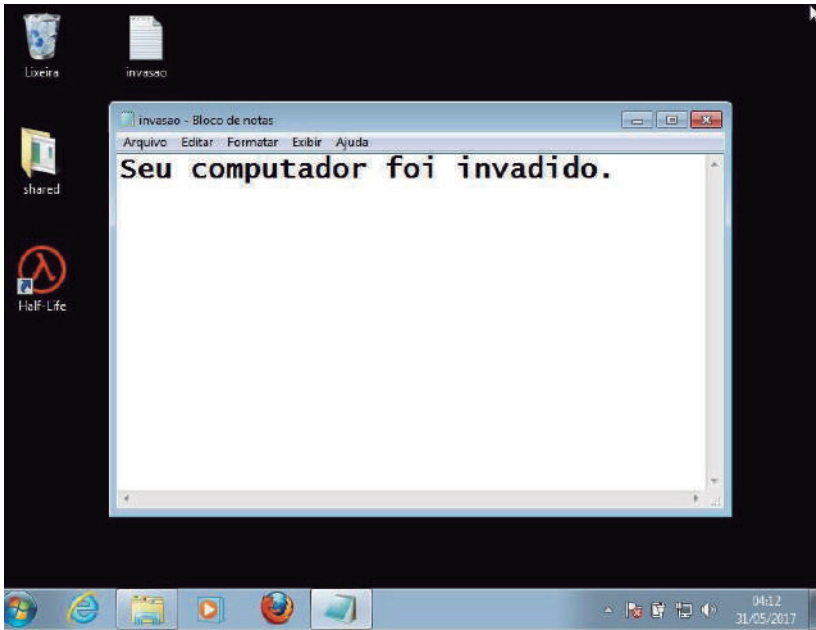 Lixeira
invasao
invasao - Bloco de notas
Arquivo Editar Formatar Exibir Ajuda
Seu computador foi invadido.
shared
Half-Life
04:12
31/05/2017